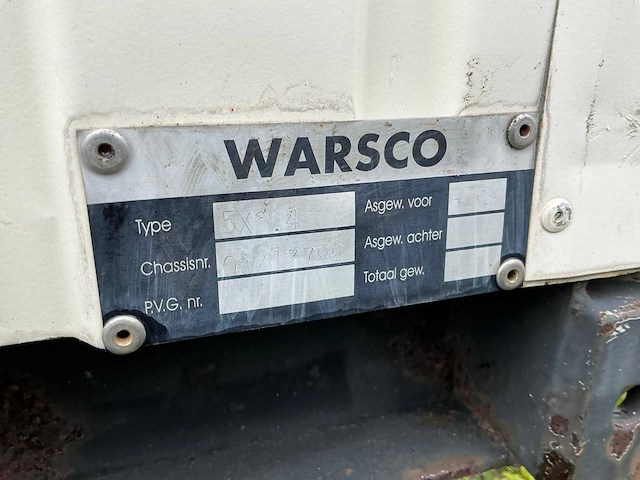 WARSCO
Type
Asgew. voor
Chassisnr.
Asgew. achter
P.V.G. nr.
Totaal gew.